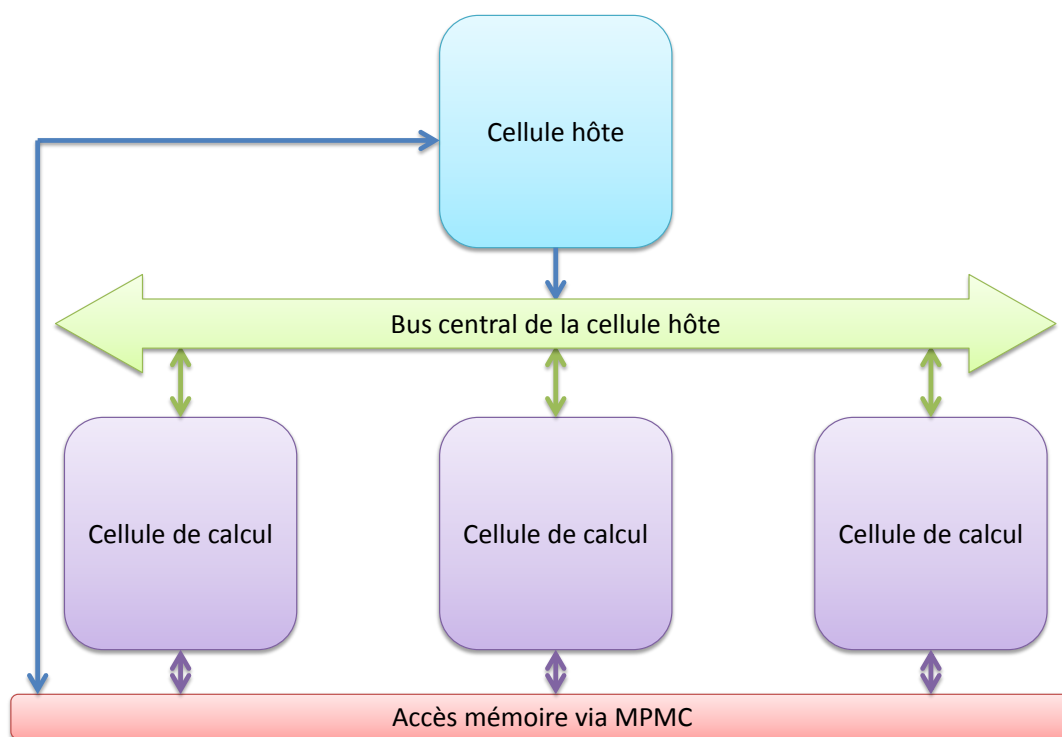 Cellule hôte
Bus central de la cellule hôte
Cellule de calcul
Cellule de calcul
Cellule de calcul
Accès mémoire via MPMC